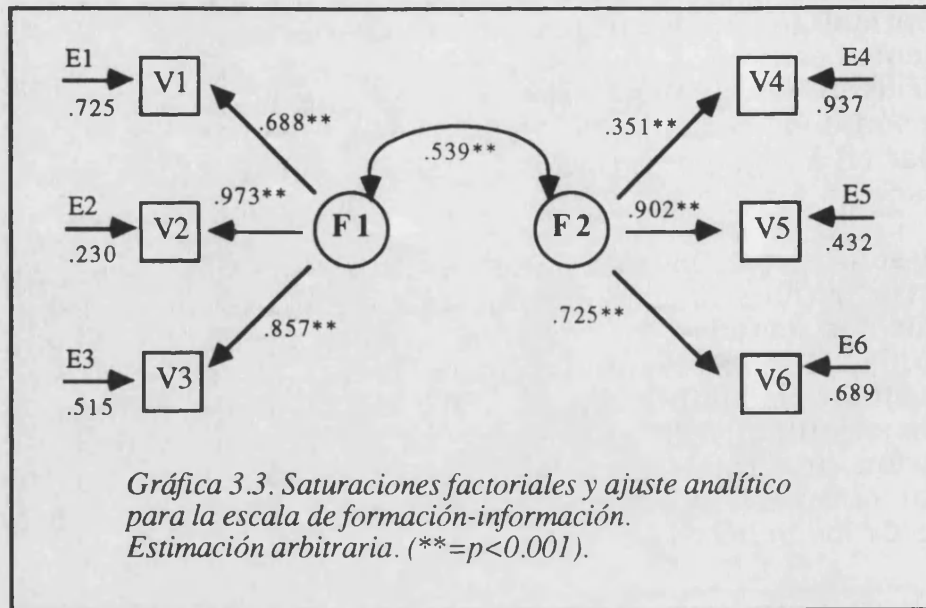 E1
.725
V1
.688**
E4
.937
V4
.351**
.539**
E2
.230
V2
.973**
F1
F2
.902**
V5
E5
.432
E3
.515
V3
.857**
.725**
V6
E6
.689
Gráfica 3.3. Saturaciones factoriales y ajuste analítico
para la escala de formación-información.
Estimación arbitraria. (**=p<0.001).